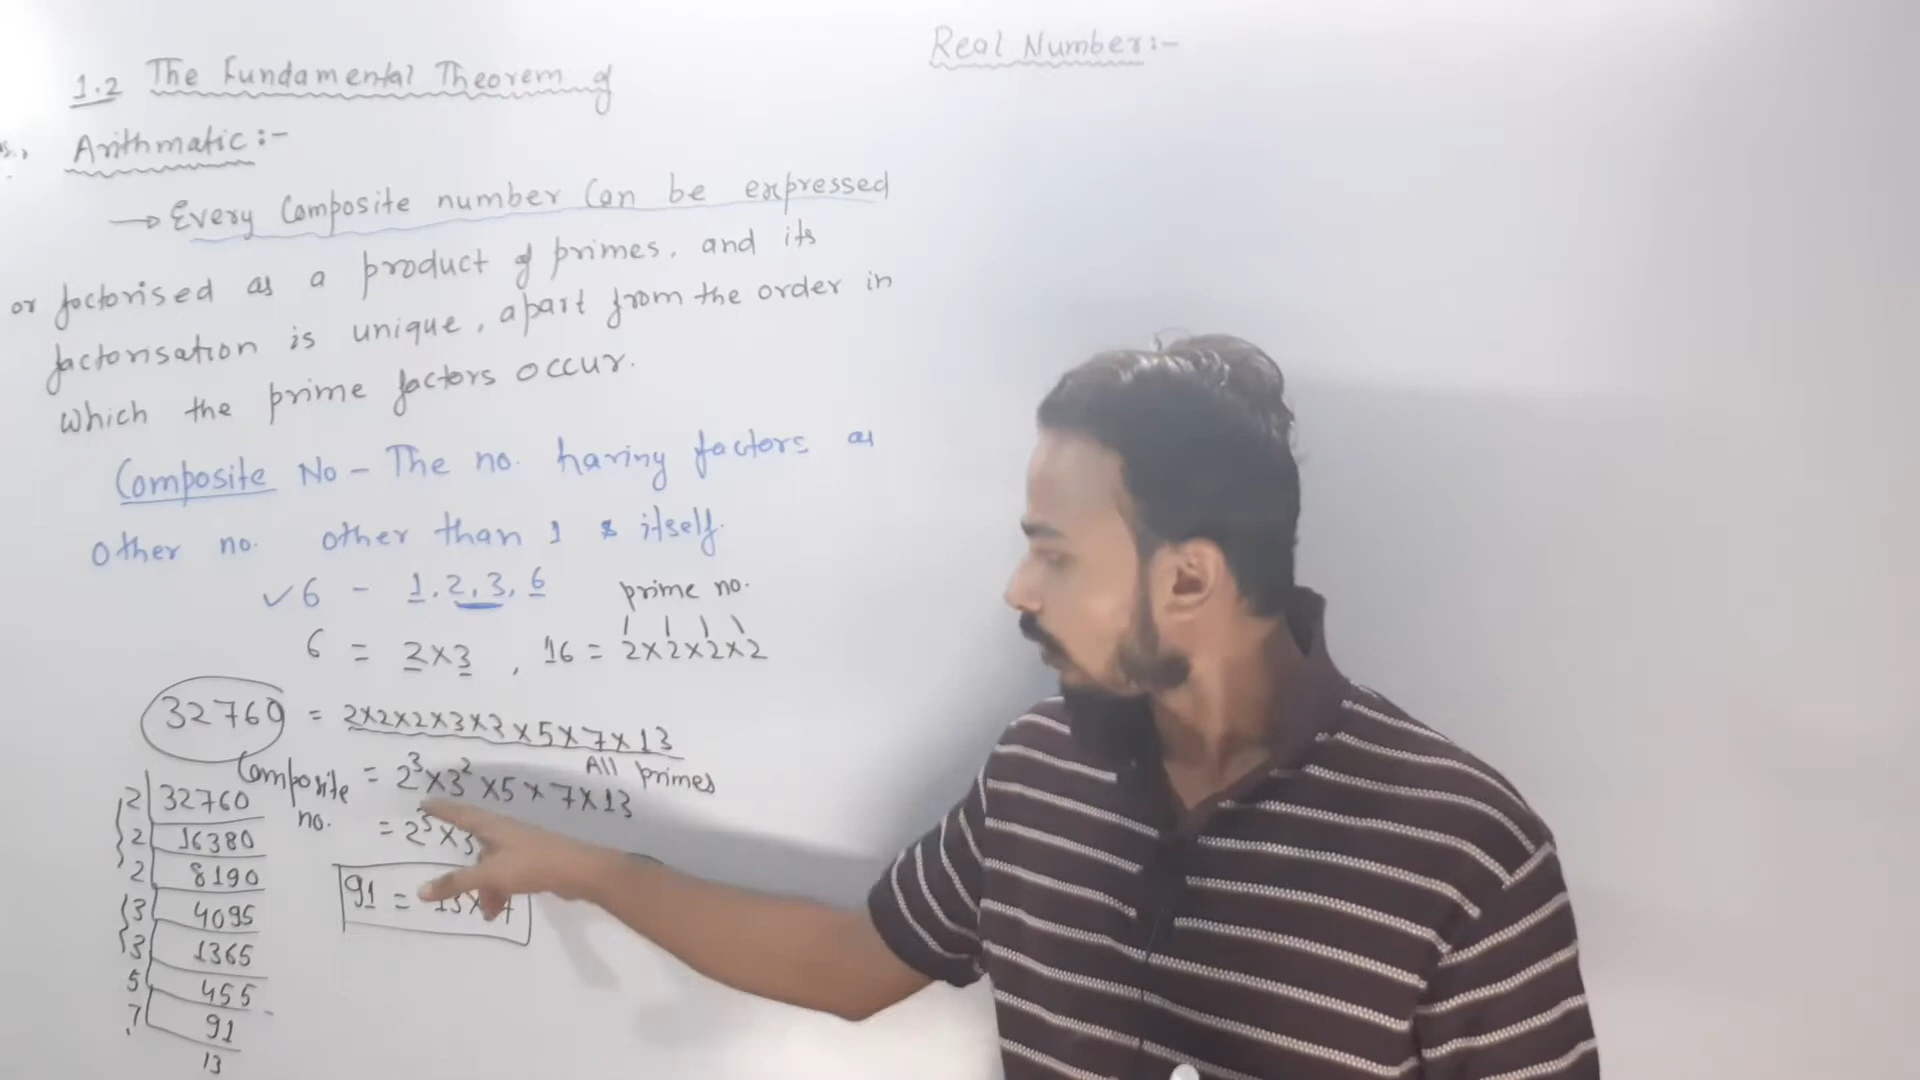 Real Number:-
1.2 The Fundamental Theorem of
Arithmatic:-
→ Every Composite number Can be expressed
or factorised as a product of primes, and its
factorisation is unique, apart from the order in
which the prime factors occur.
Composite No - The no. having factors as
other no. other than 1 & itself.
✓6 - 1, 2, 3, 6
prime no.
6 = 2×3, 16 = 2×2×2×2
32760 = 2×2×2×3×3×5×7×13
All primes
Composite no.
= 2³×3²×5×7×13
= 2³×3
91 = 13×7
2 32760
2 16380
2 8190
3 4095
3 1365
5 455
7 91
13